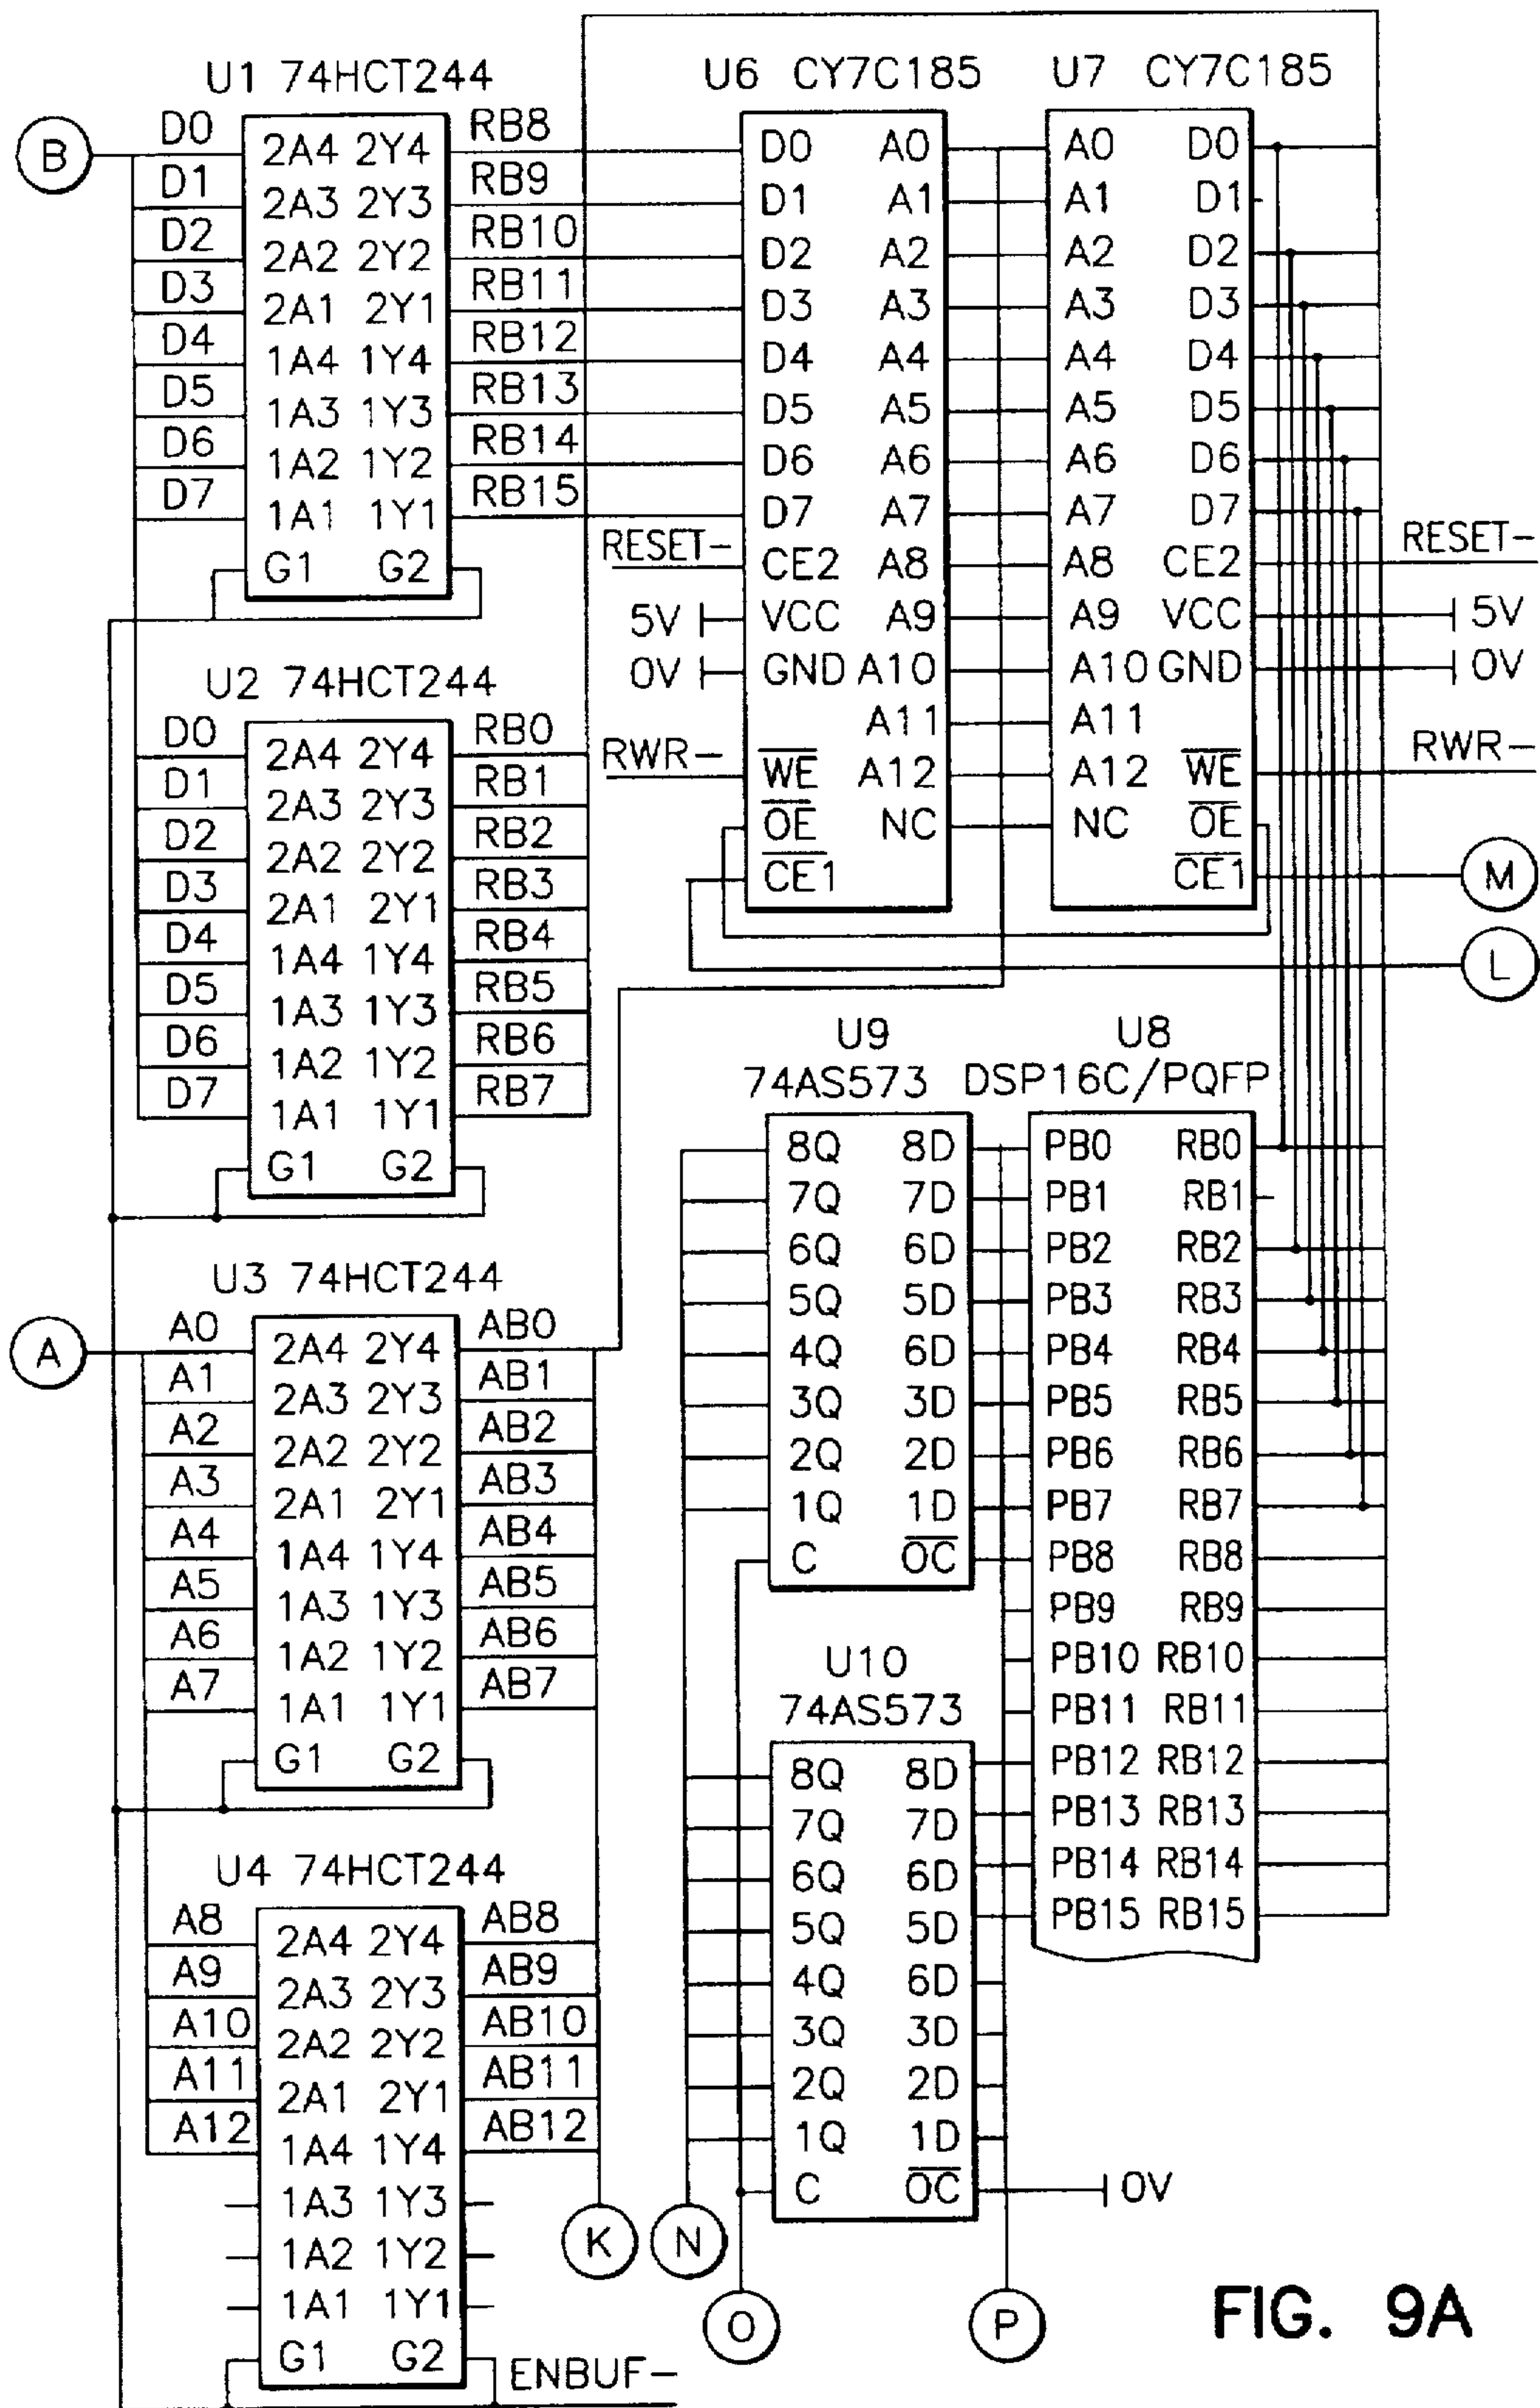 U1 74HCT244
B
D0 2A4 2Y4 RB8
D1 2A3 2Y3 RB9
D2 2A2 2Y2 RB10
D3 2A1 2Y1 RB11
D4 1A4 1Y4 RB12
D5 1A3 1Y3 RB13
D6 1A2 1Y2 RB14
D7 1A1 1Y1 RB15
G1 G2
U6 CY7C185
D0 A0
D1 A1
D2 A2
D3 A3
D4 A4
D5 A5
D6 A6
D7 A7
RESET- CE2 A8
5V VCC A9
0V GND A10
A11
RWR- WE A12
OE NC
CE1
U7 CY7C185
A0 D0
A1 D1
A2 D2
A3 D3
A4 D4
A5 D5
A6 D6
A7 D7
A8 CE2 RESET-
A9 VCC 5V
A10 GND 0V
A11
A12 WE RWR-
NC OE
CE1 M
L
U2 74HCT244
D0 2A4 2Y4 RB0
D1 2A3 2Y3 RB1
D2 2A2 2Y2 RB2
D3 2A1 2Y1 RB3
D4 1A4 1Y4 RB4
D5 1A3 1Y3 RB5
D6 1A2 1Y2 RB6
D7 1A1 1Y1 RB7
G1 G2
U3 74HCT244
A
A0 2A4 2Y4 AB0
A1 2A3 2Y3 AB1
A2 2A2 2Y2 AB2
A3 2A1 2Y1 AB3
A4 1A4 1Y4 AB4
A5 1A3 1Y3 AB5
A6 1A2 1Y2 AB6
A7 1A1 1Y1 AB7
G1 G2
U4 74HCT244
A8 2A4 2Y4 AB8
A9 2A3 2Y3 AB9
A10 2A2 2Y2 AB10
A11 2A1 2Y1 AB11
A12 1A4 1Y4 AB12
1A3 1Y3
1A2 1Y2
1A1 1Y1
G1 G2 ENBUF-
K
N
U9
74AS573
8Q 8D
7Q 7D
6Q 6D
5Q 5D
4Q 6D
3Q 3D
2Q 2D
1Q 1D
C OC
U8
DSP16C/PQFP
PB0 RB0
PB1 RB1
PB2 RB2
PB3 RB3
PB4 RB4
PB5 RB5
PB6 RB6
PB7 RB7
PB8 RB8
PB9 RB9
PB10 RB10
PB11 RB11
PB12 RB12
PB13 RB13
PB14 RB14
PB15 RB15
U10
74AS573
8Q 8D
7Q 7D
6Q 6D
5Q 5D
4Q 6D
3Q 3D
2Q 2D
1Q 1D
C OC 0V
O
P
FIG. 9A